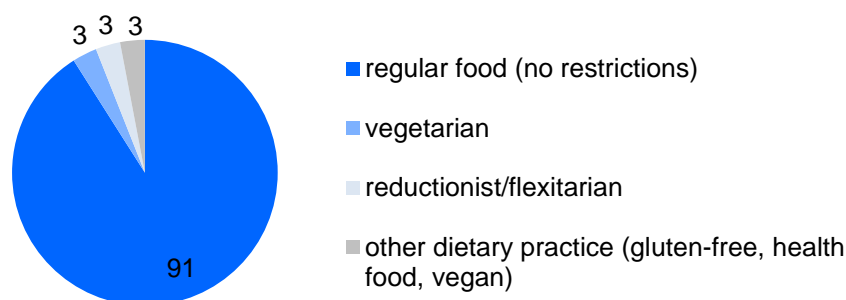 3 3 3
regular food (no restrictions)
vegetarian
reductionist/flexitarian
other dietary practice (gluten-free, health
food, vegan)
91